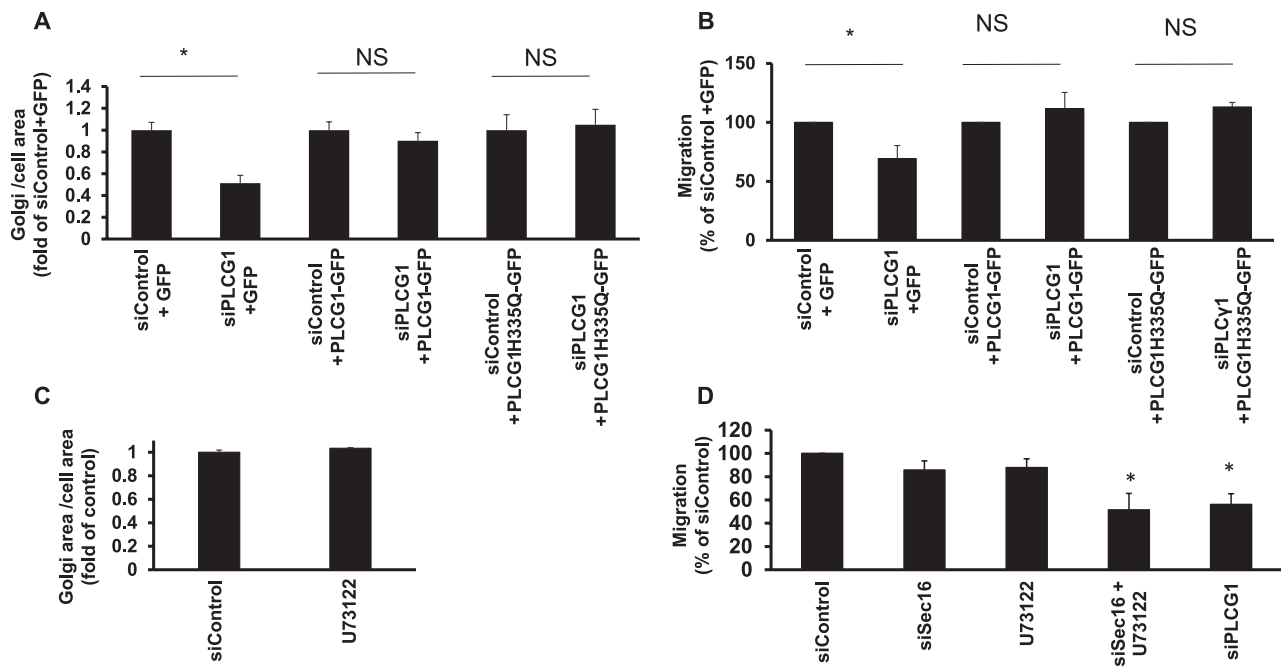 A
*
NS
NS
Golgi /cell area
(fold of siControl+GFP)
1.4
1.2
1
0.8
0.6
0.4
0.2
0
siControl
+ GFP
siPLCG1
+GFP
siControl
+PLCG1-GFP
siPLCG1
+PLCG1-GFP
siControl
+PLCG1H335Q-GFP
siPLCG1
+PLCG1H335Q-GFP
B
*
NS
NS
Migration
(% of siControl +GFP)
150
100
50
0
siControl
+ GFP
siPLCG1
+GFP
siControl
+PLCG1-GFP
siPLCG1
+PLCG1-GFP
siControl
+PLCG1H335Q-GFP
siPLCγ1
+PLCG1H335Q-GFP
C
Golgi area /cell area
(fold of control)
1
0.8
0.6
0.4
0.2
0
siControl
U73122
D
Migration
(% of siControl)
120
100
80
60
40
20
0
*
*
siControl
siSec16
U73122
siSec16 +
U73122
siPLCG1